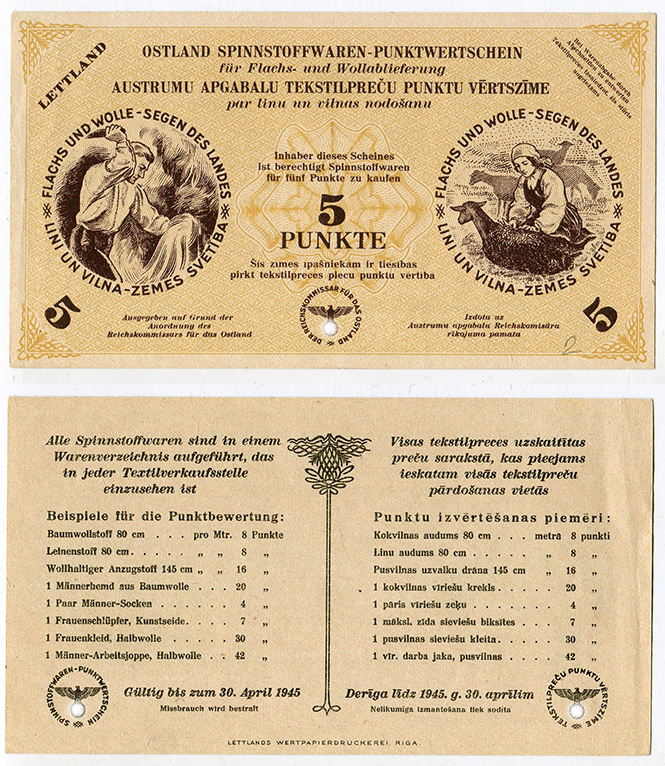 LETTLAND
OSTLAND SPINNSTOFFWAREN-PUNKTWERTSCHEIN
für Flachs- und Wollablieferung
AUSTRUMU APGABALU TEKSTILPREČU PUNKTU VĒRTSZĪME
par linu un vilnas nodošanu
Bei Warenabgabe durch
Abschneiden zu entwerten
FLACHS UND WOLLE - SEGEN DES LANDES
LINI UN VILNA - ZEMES SVĒTĪBA
Inhaber dieses Scheines
ist berechtigt Spinnstoffwaren
für fünf Punkte zu kaufen
5
PUNKTE
Šis zīmes īpašniekam ir tiesības
pirkt tekstilpreces piecu punktu vērtībā
FLACHS UND WOLLE - SEGEN DES LANDES
LINI UN VILNA - ZEMES SVĒTĪBA
5
Ausgegeben auf Grund der
Anordnung des
Reichskommissars für das Ostland
DER REICHSKOMMISSAR FÜR DAS OSTLAND
Izdota uz
Austrumu apgabalu Reichskomisāra
rīkojuma pamata
5
2
Alle Spinnstoffwaren sind in einem
Warenverzeichnis aufgeführt, das
in jeder Textilverkaufsstelle
einzusehen ist
Beispiele für die Punktbewertung:
Baumwollstoff 80 cm . . . pro Mtr. 8 Punkte
Leinenstoff 80 cm . . . . „ „ 8 „
Wollhaltiger Anzugstoff 145 cm „ „ 16 „
1 Männerhemd aus Baumwolle . . . 20 „
1 Paar Männer-Socken . . . . . 4 „
1 Frauenschlüpfer, Kunstseide. . . . 7 „
1 Frauenkleid, Halbwolle . . . . 30 „
1 Männer-Arbeitsjoppe, Halbwolle . . 42 „
SPINNSTOFFWAREN-PUNKTWERTSCHEIN
Gültig bis zum 30. April 1945
Missbrauch wird bestraft
Visas tekstilpreces uzskaitītas
preču sarakstā, kas pieejams
ieskatam visās tekstilpreču
pārdošanas vietās
Punktu izvērtēšanas piemēri:
Kokvilnas audums 80 cm . . metrā 8 punkti
Linu audums 80 cm . . . . „ 8 „
Pusvilnas uzvalku drāna 145 cm „ 16 „
1 kokvilnas vīriešu krekls . . . . 20 „
1 pāris vīriešu zeķu . . . . . 4 „
1 māksl. zīda sieviešu biksītes . . . 7 „
1 pusvilnas sieviešu kleita . . . . 30 „
1 vīr. darba jaka, pusvilnas . . . . 42 „
Derīga līdz 1945. g. 30. aprīlim
Nelikumīga izmantošana tiek sodīta
TEKSTILPREČU PUNKTU VĒRTSZĪME
LETTLANDS WERTPAPIERDRUCKEREI, RIGA.